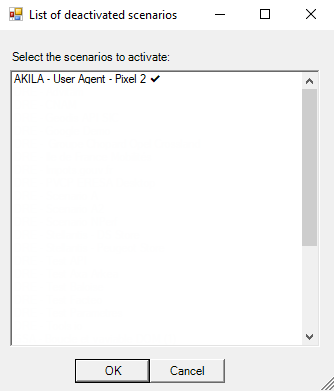 List of deactivated scenarios
Select the scenarios to activate:
AKILA - User Agent - Pixel 2 ✔
OK
Cancel